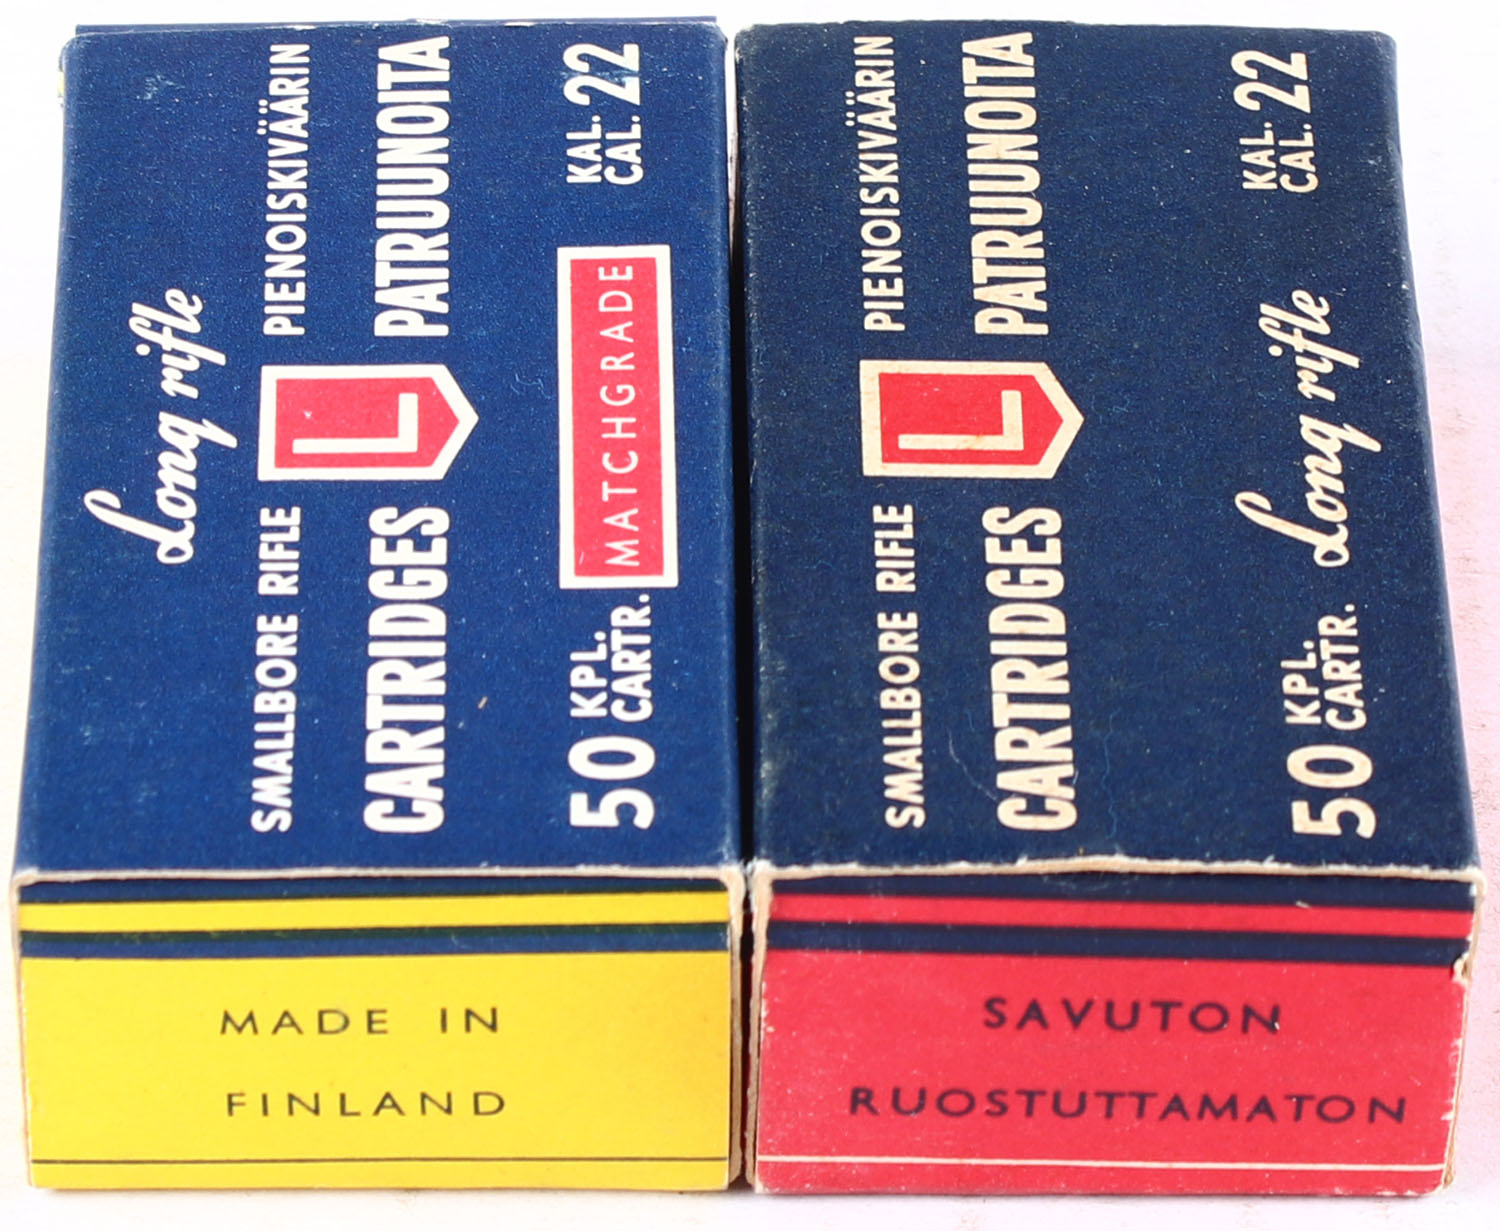 Long rifle
SMALLBORE RIFLE PIENOISKIVÄÄRIN
CARTRIDGES L PATRUUNOITA
50 KPL. CARTR. MATCHGRADE KAL. CAL. 22
MADE IN
FINLAND
SMALLBORE RIFLE PIENOISKIVÄÄRIN
CARTRIDGES L PATRUUNOITA
50 KPL. CARTR. Long rifle KAL. CAL. 22
SAVUTON
RUOSTUTTAMATON